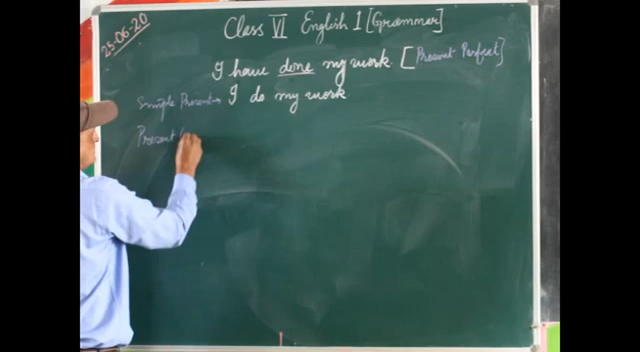 25-06-20
Class VI English 1 [Grammer]
I have done my work [Present Perfect]
Simple Present→ I do my work
Present